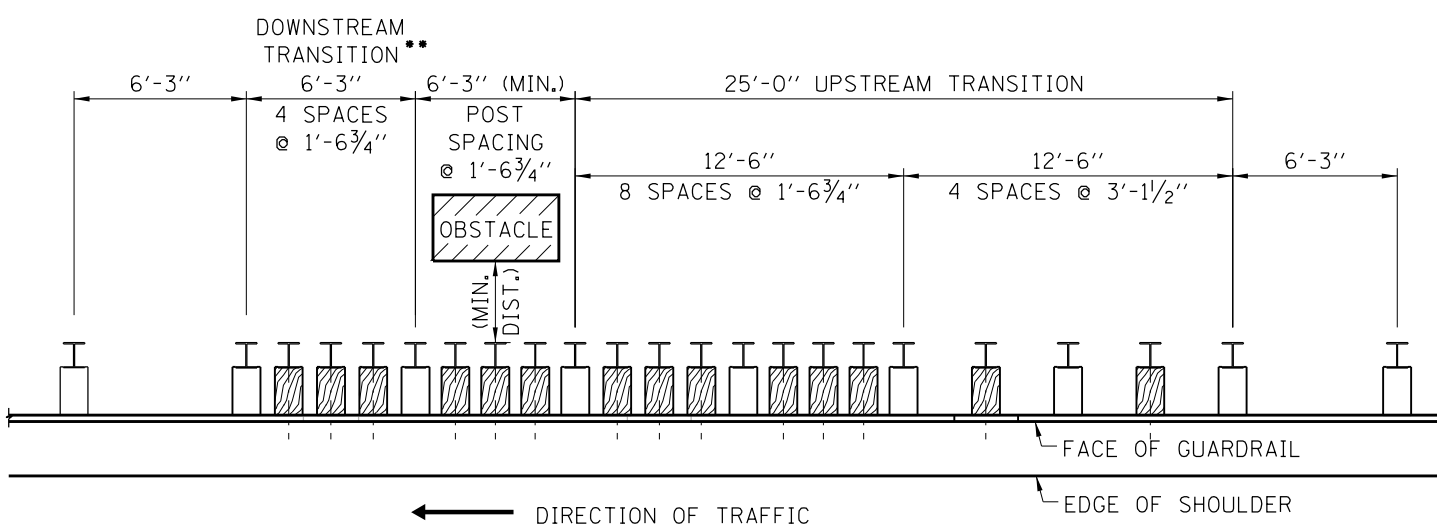 DOWNSTREAM
TRANSITION**
6'-3"
6'-3"
6'-3" (MIN.)
25'-0" UPSTREAM TRANSITION
4 SPACES
@ 1'-6¾"
POST
SPACING
@ 1'-6¾"
12'-6"
8 SPACES @ 1'-6¾"
12'-6"
4 SPACES @ 3'-1½"
6'-3"
OBSTACLE
(MIN.
DIST.)
FACE OF GUARDRAIL
EDGE OF SHOULDER
DIRECTION OF TRAFFIC